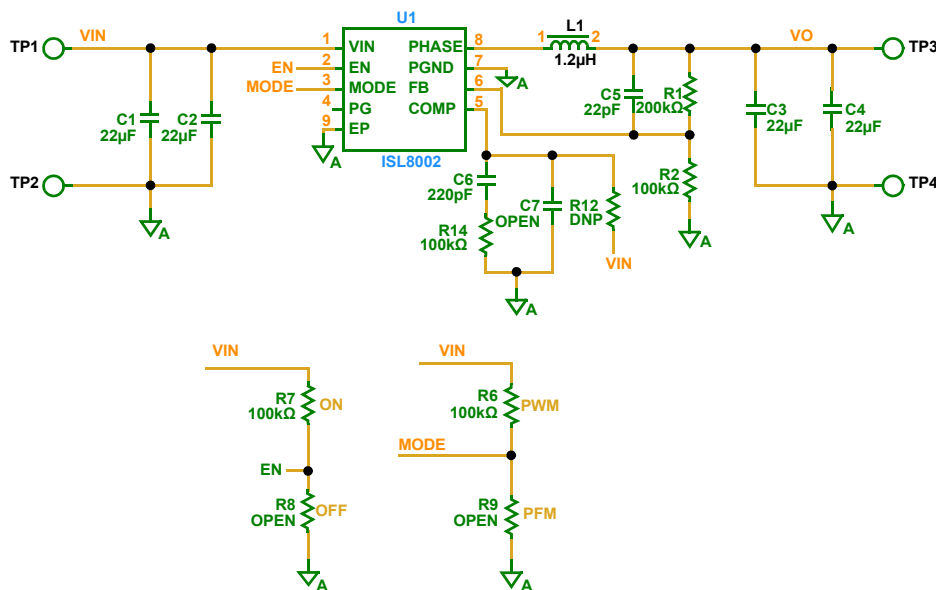 U1
TP1
VIN
1
VIN
PHASE
8
1
L1
2
1.2µH
VO
TP3
EN
2
EN
PGND
7
A
MODE
3
MODE
FB
6
4
PG
COMP
5
9
EP
A
ISL8002
C1
22µF
C2
22µF
C5
22pF
R1
200kΩ
C3
22µF
C4
22µF
TP2
A
C6
220pF
C7
OPEN
R12
DNP
R2
100kΩ
TP4
R14
100kΩ
VIN
A
A
A
VIN
R7
100kΩ
ON
EN
R8
OPEN
OFF
A
VIN
R6
100kΩ
PWM
MODE
R9
OPEN
PFM
A